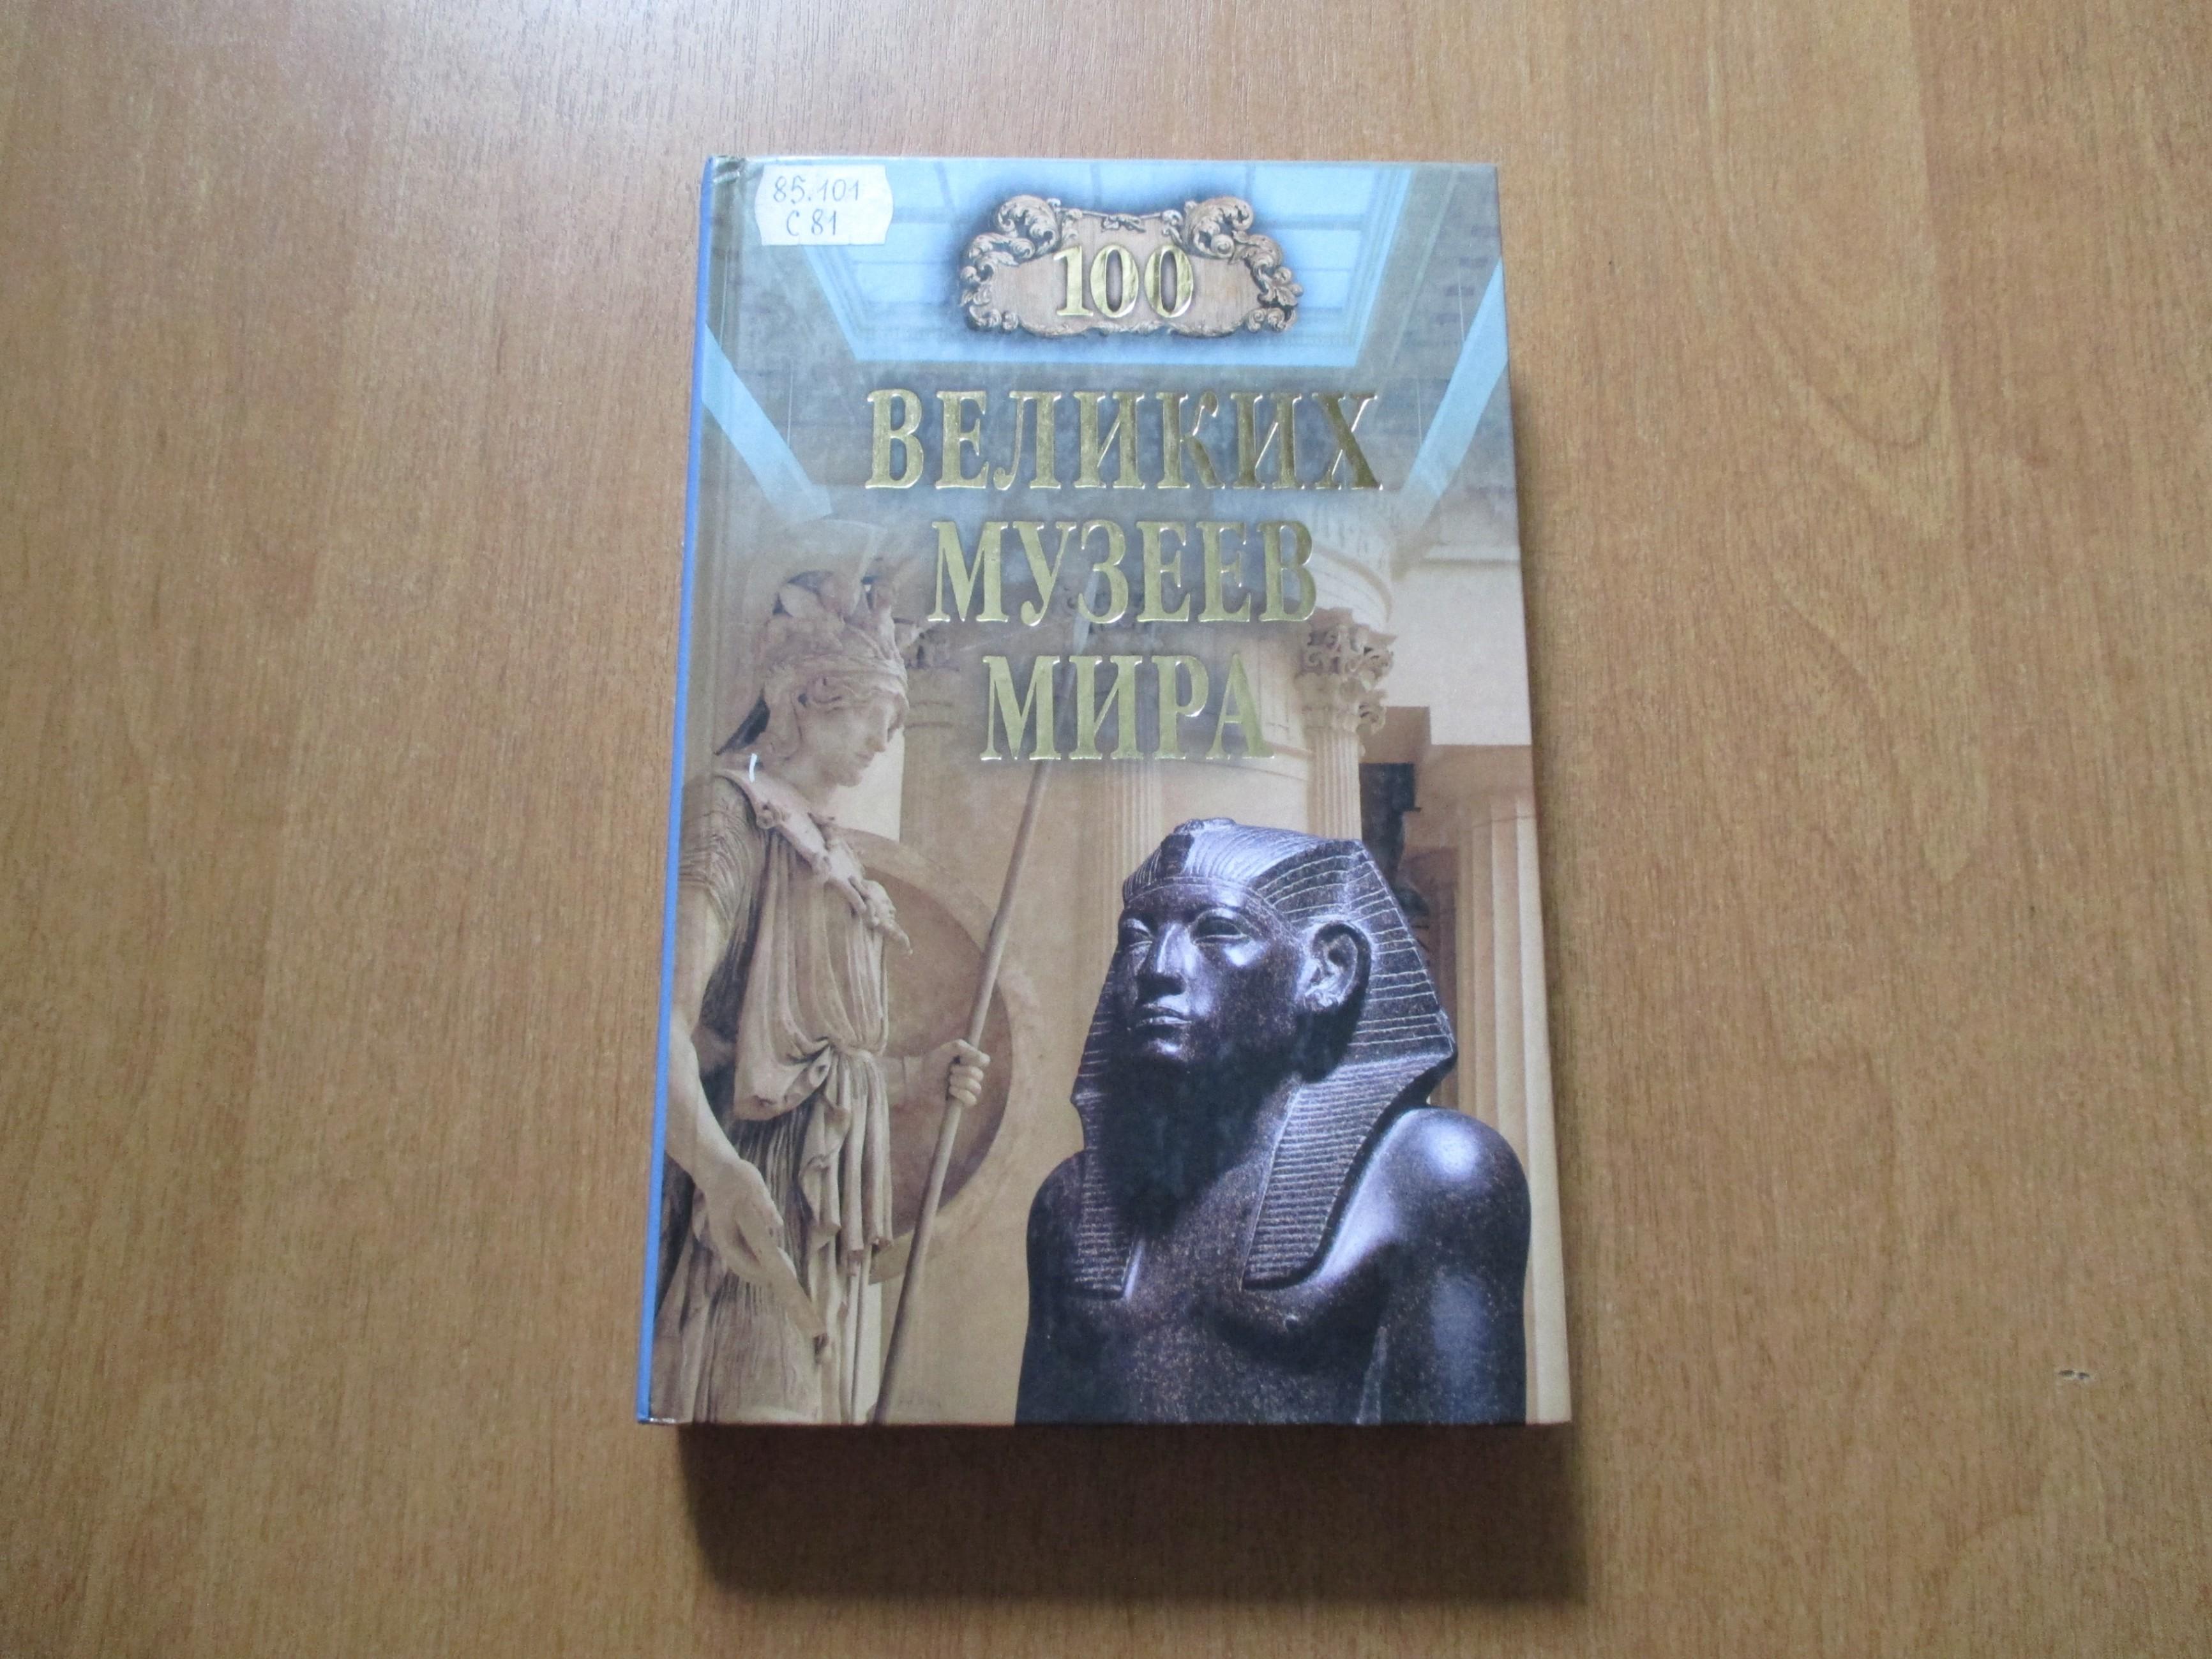 85.101
С 81
100
ВЕЛИКИХ
МУЗЕЕВ
МИРА